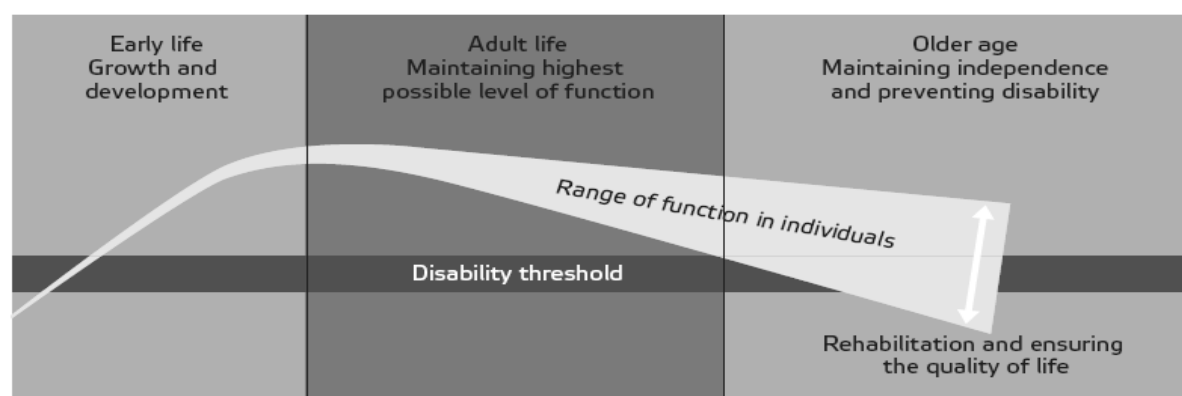 Early life
Growth and
development
Adult life
Maintaining highest
possible level of function
Older age
Maintaining independence
and preventing disability
Range of function in individuals
Disability threshold
Rehabilitation and ensuring
the quality of life